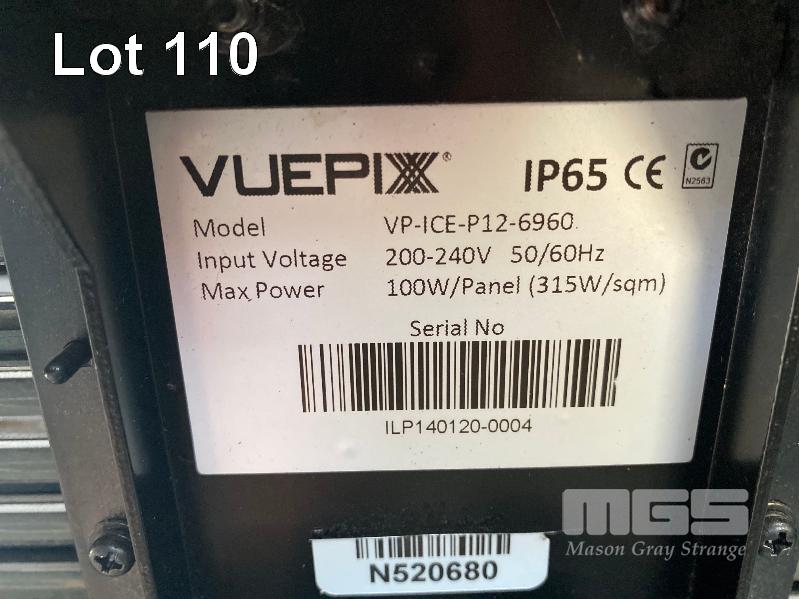 Lot 110
VUEPIX® IP65 CE
N2563
Model VP-ICE-P12-6960
Input Voltage 200-240V 50/60Hz
Max Power 100W/Panel (315W/sqm)
Serial No
ILP140120-0004
MGS
Mason Gray Strange
N520680